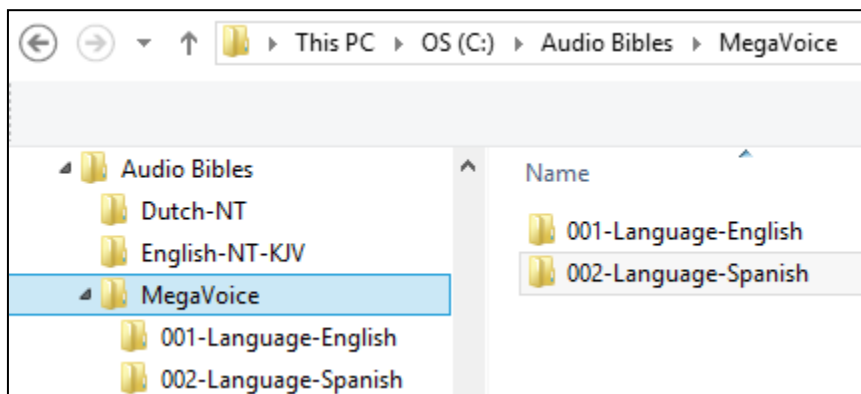 This PC OS (C:) Audio Bibles MegaVoice
Audio Bibles
Dutch-NT
English-NT-KJV
MegaVoice
001-Language-English
002-Language-Spanish
Name
001-Language-English
002-Language-Spanish